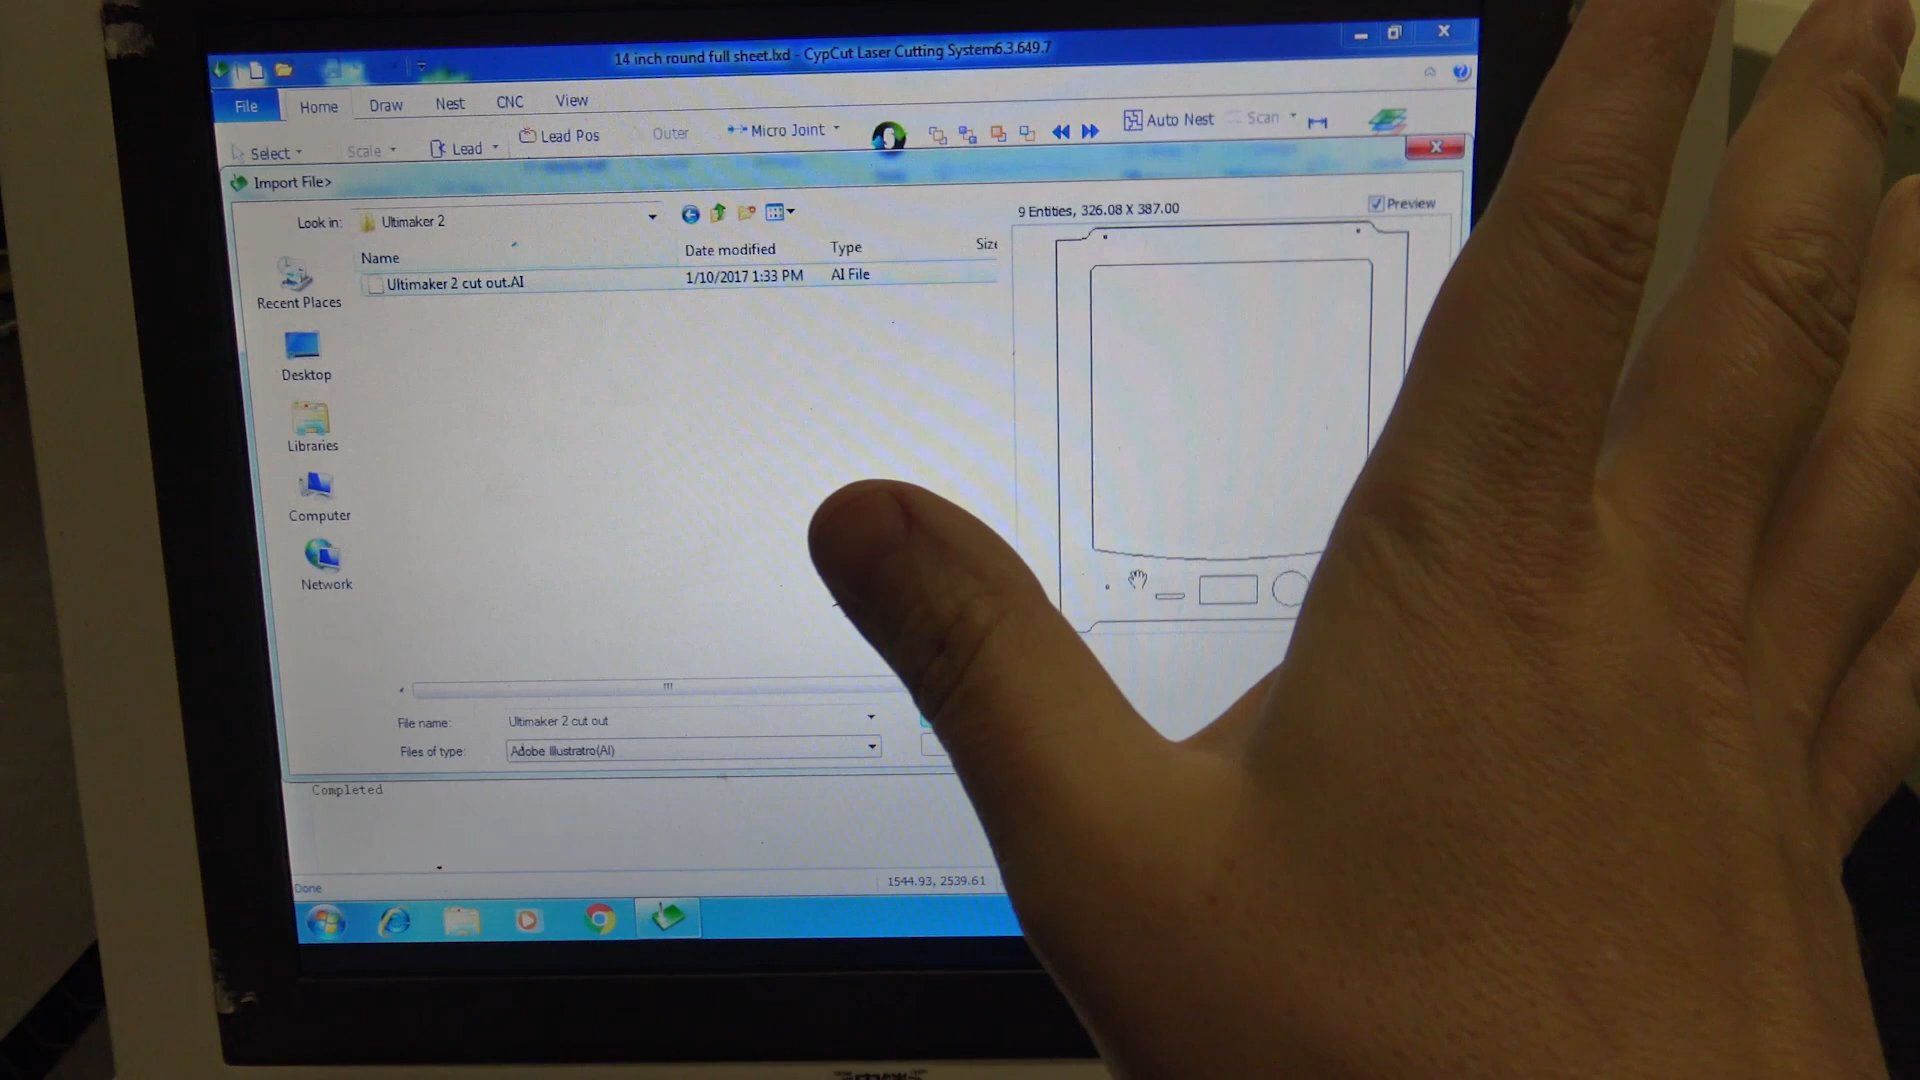 14 inch round full sheet.lxd - CypCut Laser Cutting System6.3.649.7
File Home Draw Nest CNC View
Select Scale Lead Lead Pos Outer Micro Joint Auto Nest Scan
Import File>
Look in: Ultimaker 2
9 Entities, 326.08 X 387.00 Preview
Name Date modified Type Size
Ultimaker 2 cut out.AI 1/10/2017 1:33 PM AI File
Recent Places
Desktop
Libraries
Computer
Network
File name: Ultimaker 2 cut out
Files of type: Adobe Illustratro(AI)
Completed
Done 1544.93, 2539.61